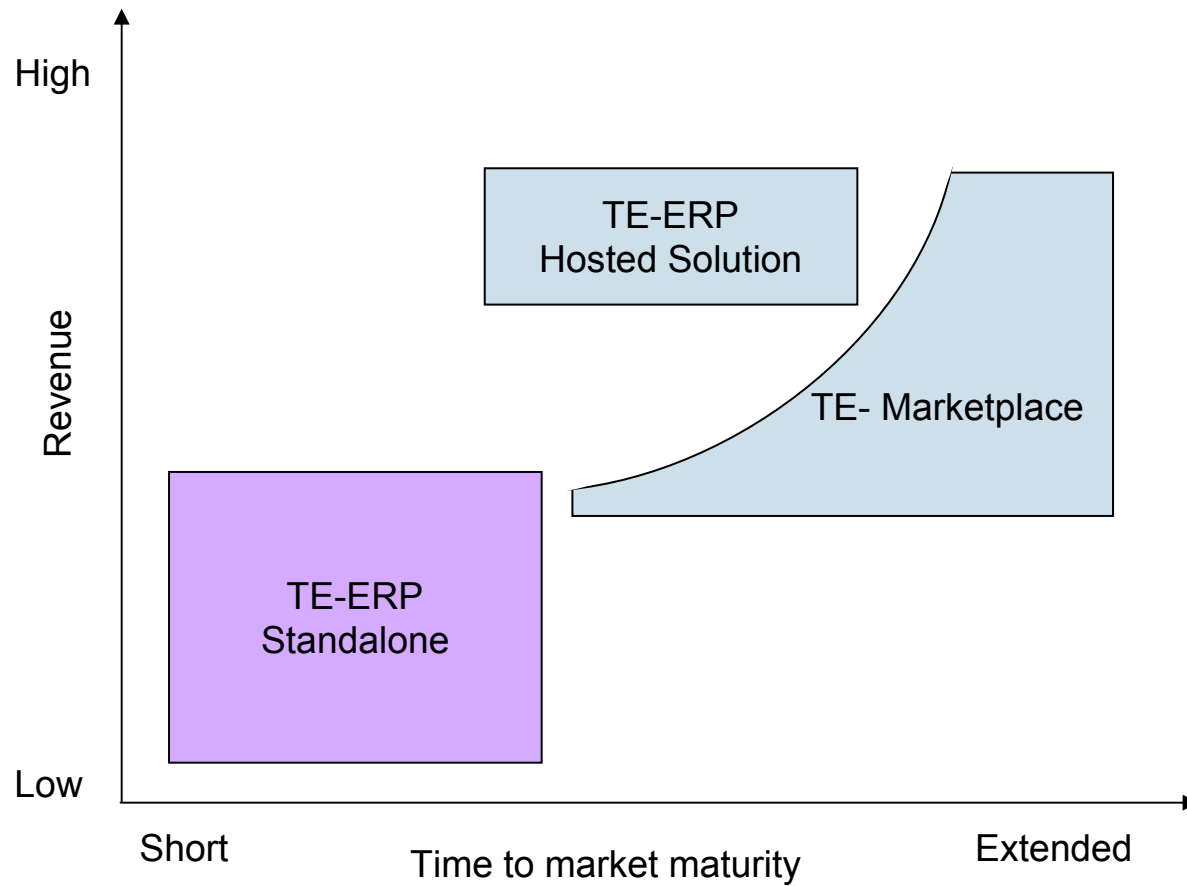 High
TE-ERP
Hosted Solution
Revenue
TE- Marketplace
TE-ERP
Standalone
Low
Short
Time to market maturity
Extended